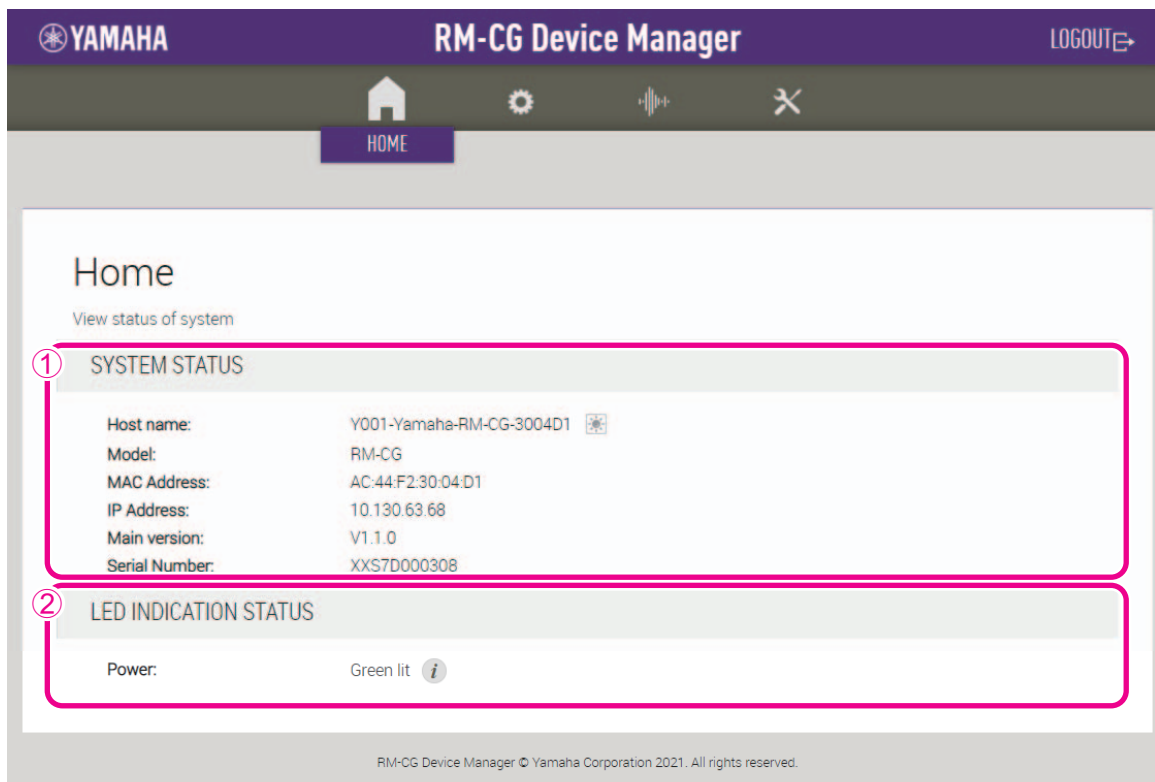 YAMAHA RM-CG Device Manager LOGOUT
HOME
Home
View status of system
1 SYSTEM STATUS
Host name: Y001-Yamaha-RM-CG-3004D1
Model: RM-CG
MAC Address: AC:44:F2:30:04:D1
IP Address: 10.130.63.68
Main version: V1.1.0
Serial Number: XXS7D000308
2 LED INDICATION STATUS
Power: Green lit i
RM-CG Device Manager © Yamaha Corporation 2021. All rights reserved.